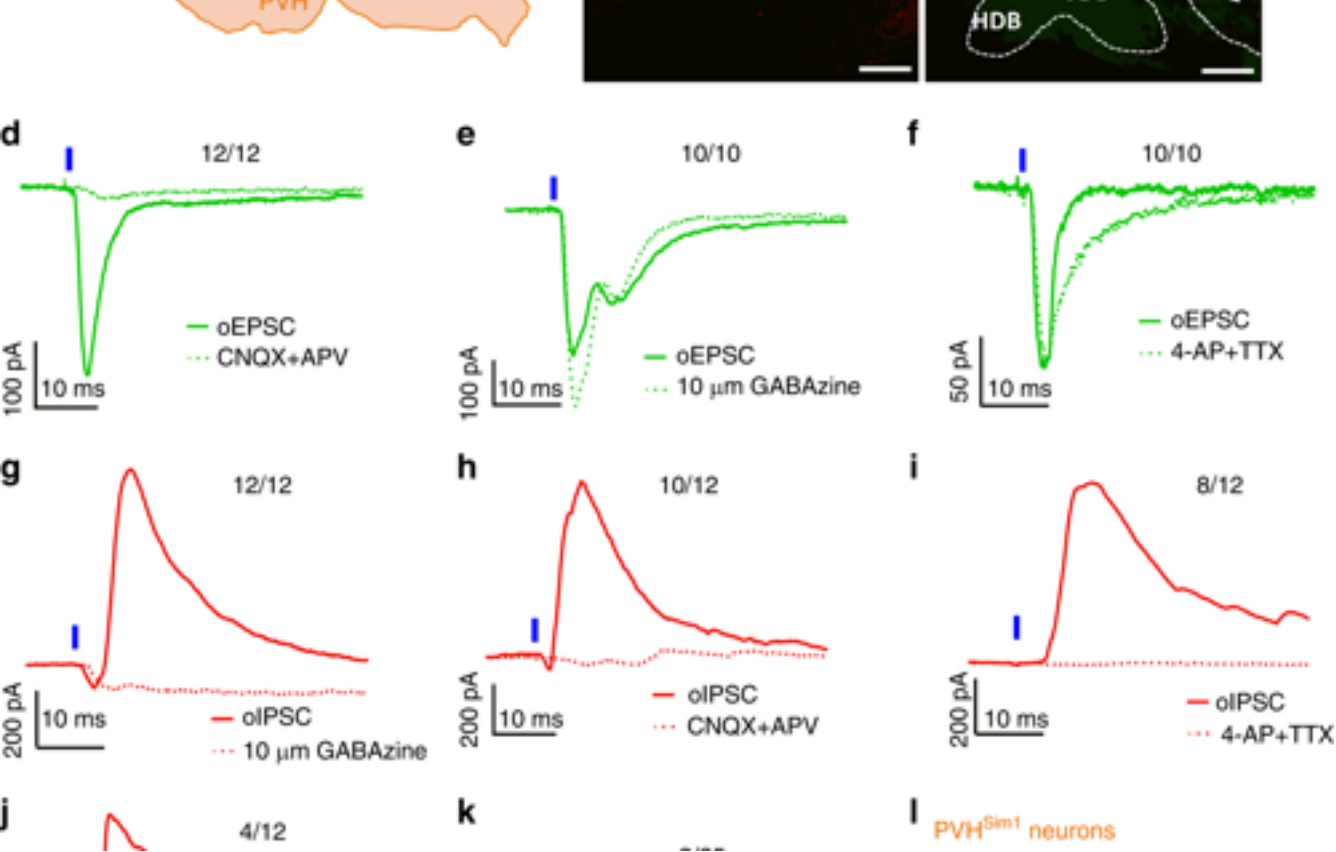 PVH
HDB
d
12/12
oEPSC
CNQX+APV
100 pA
10 ms
e
10/10
oEPSC
10 μm GABAzine
100 pA
10 ms
f
10/10
oEPSC
4-AP+TTX
50 pA
10 ms
g
12/12
oIPSC
10 μm GABAzine
200 pA
10 ms
h
10/12
oIPSC
CNQX+APV
200 pA
10 ms
i
8/12
oIPSC
4-AP+TTX
200 pA
10 ms
j
4/12
k
l
PVHSim1 neurons